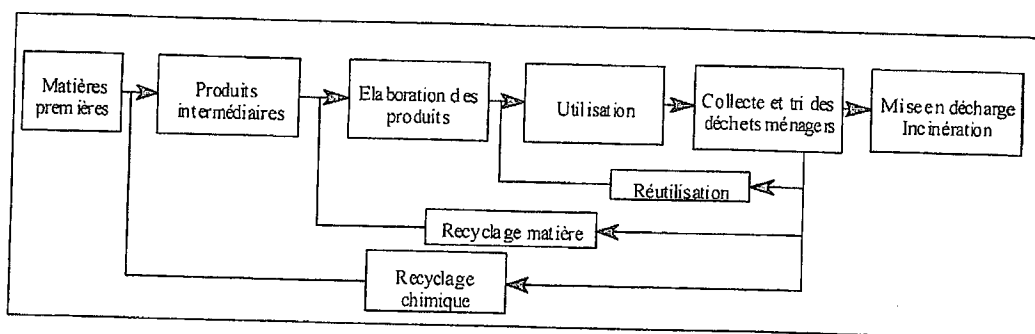 Matières
premières
Produits
intermédiaires
Elaboration des
produits
Utilisation
Collecte et tri des
déchets ménagers
Mise en décharge
Incinération
Réutilisation
Recyclage matière
Recyclage
chimique